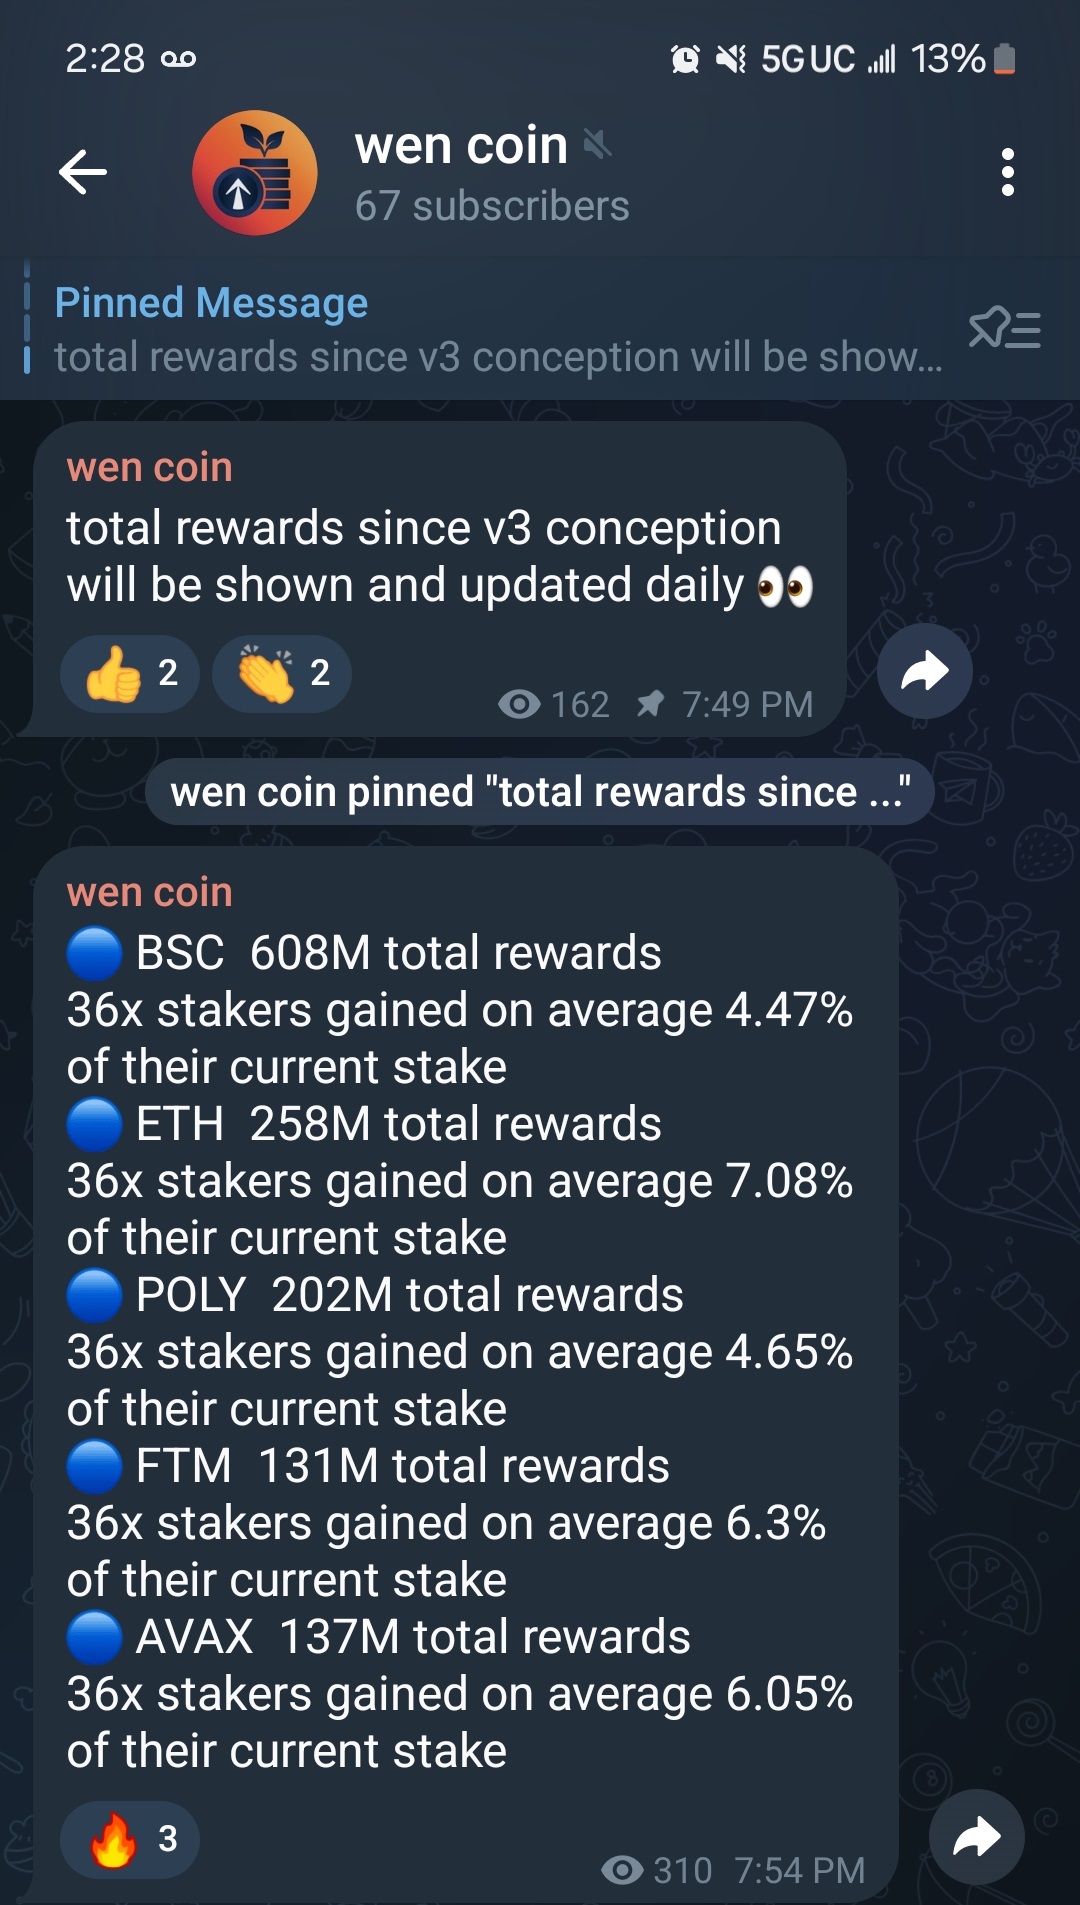 2:28 5G UC 13%
wen coin
67 subscribers
Pinned Message
total rewards since v3 conception will be show...
wen coin
total rewards since v3 conception
will be shown and updated daily 👀
👍 2 👏 2 162 7:49 PM
wen coin pinned "total rewards since ..."
wen coin
🔵 BSC  608M total rewards
36x stakers gained on average 4.47%
of their current stake
🔵 ETH  258M total rewards
36x stakers gained on average 7.08%
of their current stake
🔵 POLY  202M total rewards
36x stakers gained on average 4.65%
of their current stake
🔵 FTM  131M total rewards
36x stakers gained on average 6.3%
of their current stake
🔵 AVAX  137M total rewards
36x stakers gained on average 6.05%
of their current stake
🔥 3
310 7:54 PM